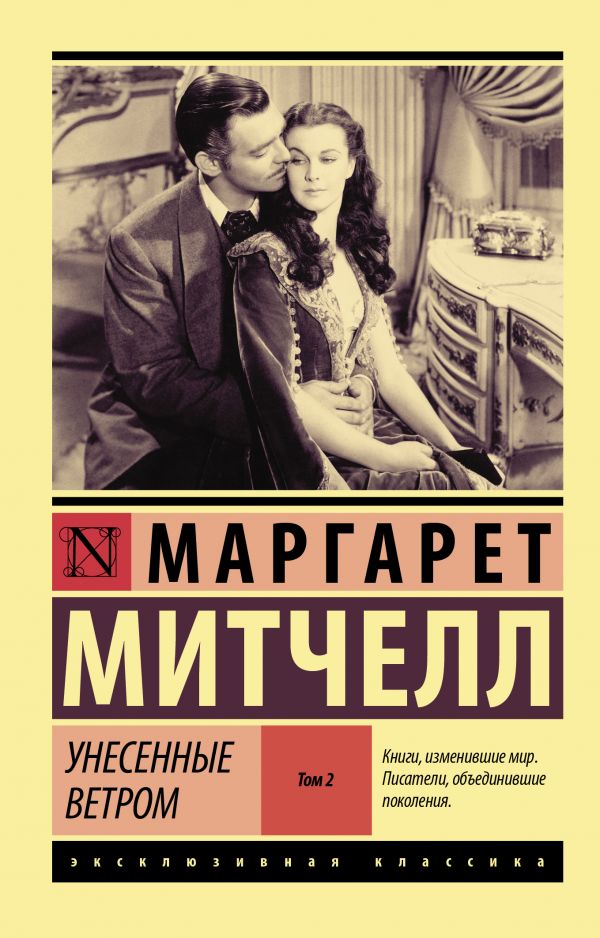 N
МАРГАРЕТ
МИТЧЕЛЛ
УНЕСЕННЫЕ
ВЕТРОМ
Том 2
Книги, изменившие мир.
Писатели, объединившие
поколения.
эксклюзивная классика